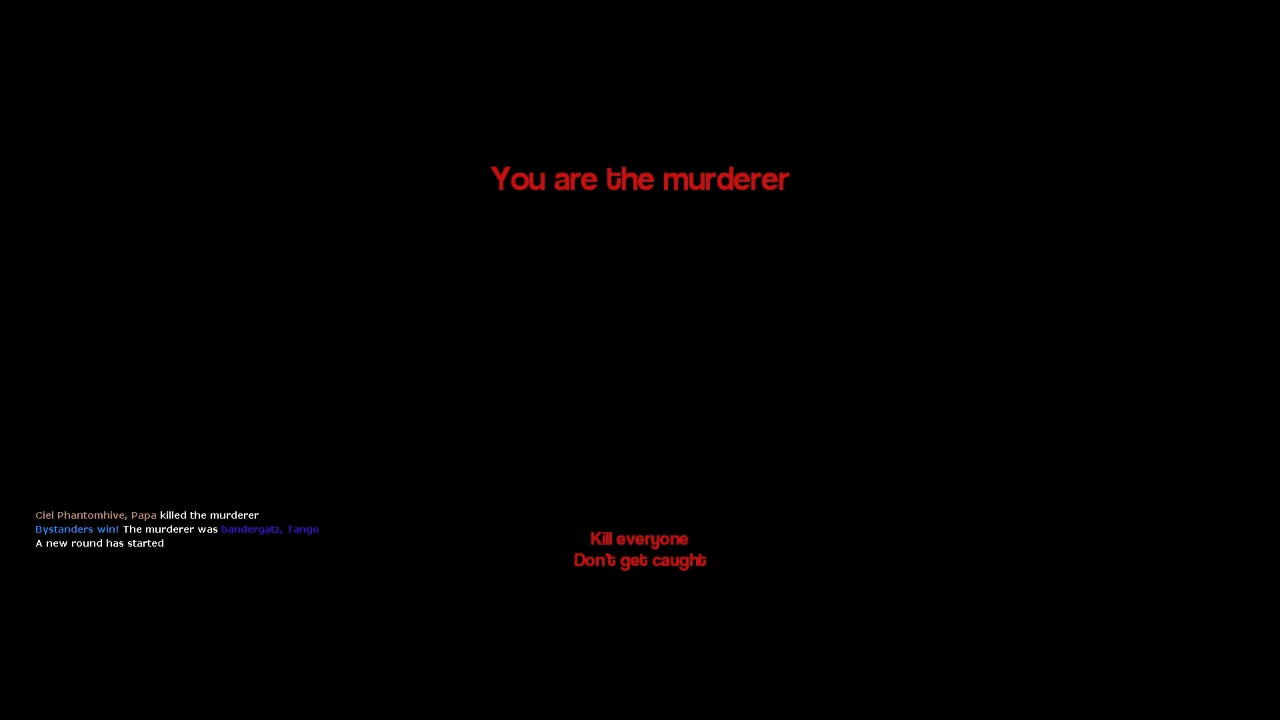 You are the murderer
Ciel Phantomhive, Papa killed the murderer
Bystanders win! The murderer was bandergatz, Tango
A new round has started
Kill everyone
Don't get caught